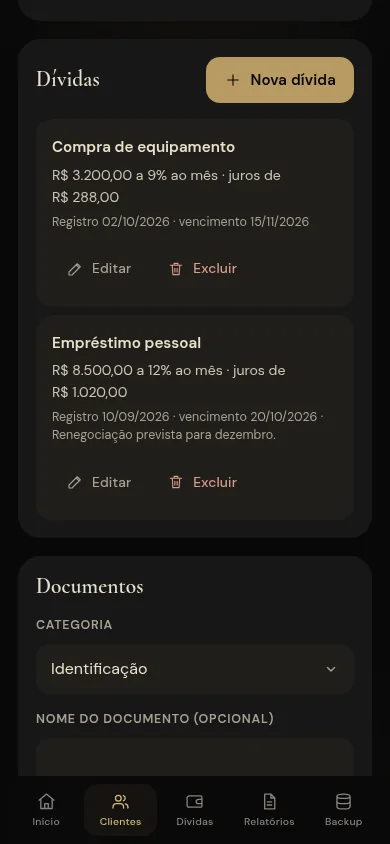 Dívidas
Nova dívida
Compra de equipamento
R$ 3.200,00 a 9% ao mês · juros de
R$ 288,00
Registro 02/10/2026 · vencimento 15/11/2026
Editar
Excluir
Empréstimo pessoal
R$ 8.500,00 a 12% ao mês · juros de
R$ 1.020,00
Registro 10/09/2026 · vencimento 20/10/2026 ·
Renegociação prevista para dezembro.
Editar
Excluir
Documentos
CATEGORIA
Identificação
NOME DO DOCUMENTO (OPCIONAL)
Início
Clientes
Dívidas
Relatórios
Backup